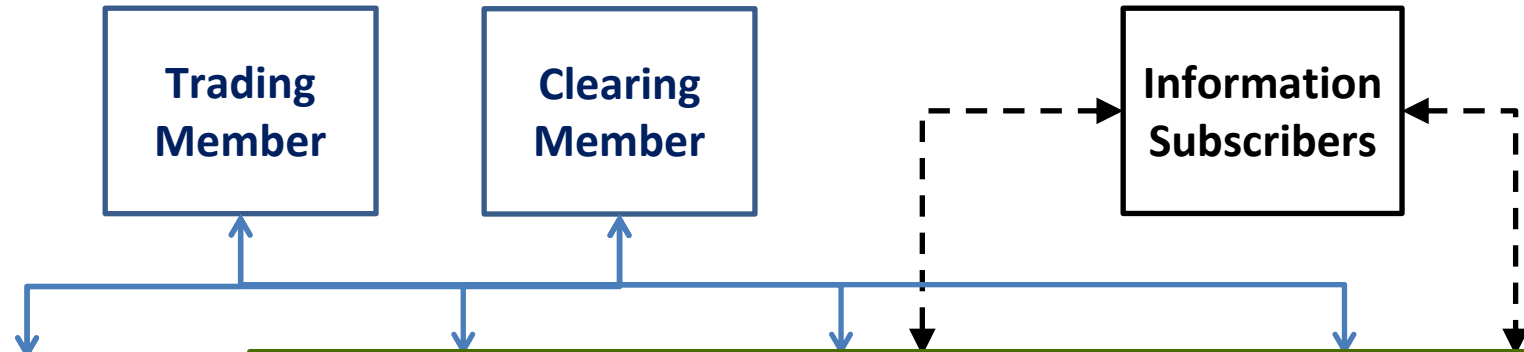 Trading
Member
Clearing
Member
Information
Subscribers